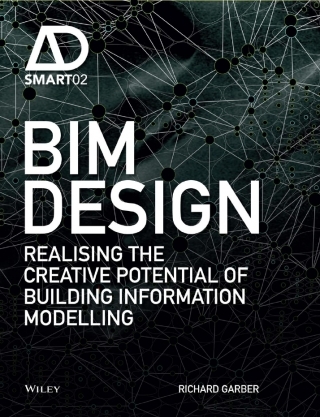 AD
SMART02
BIM
DESIGN
REALISING THE
CREATIVE POTENTIAL OF
BUILDING INFORMATION
MODELLING
WILEY
RICHARD GARBER